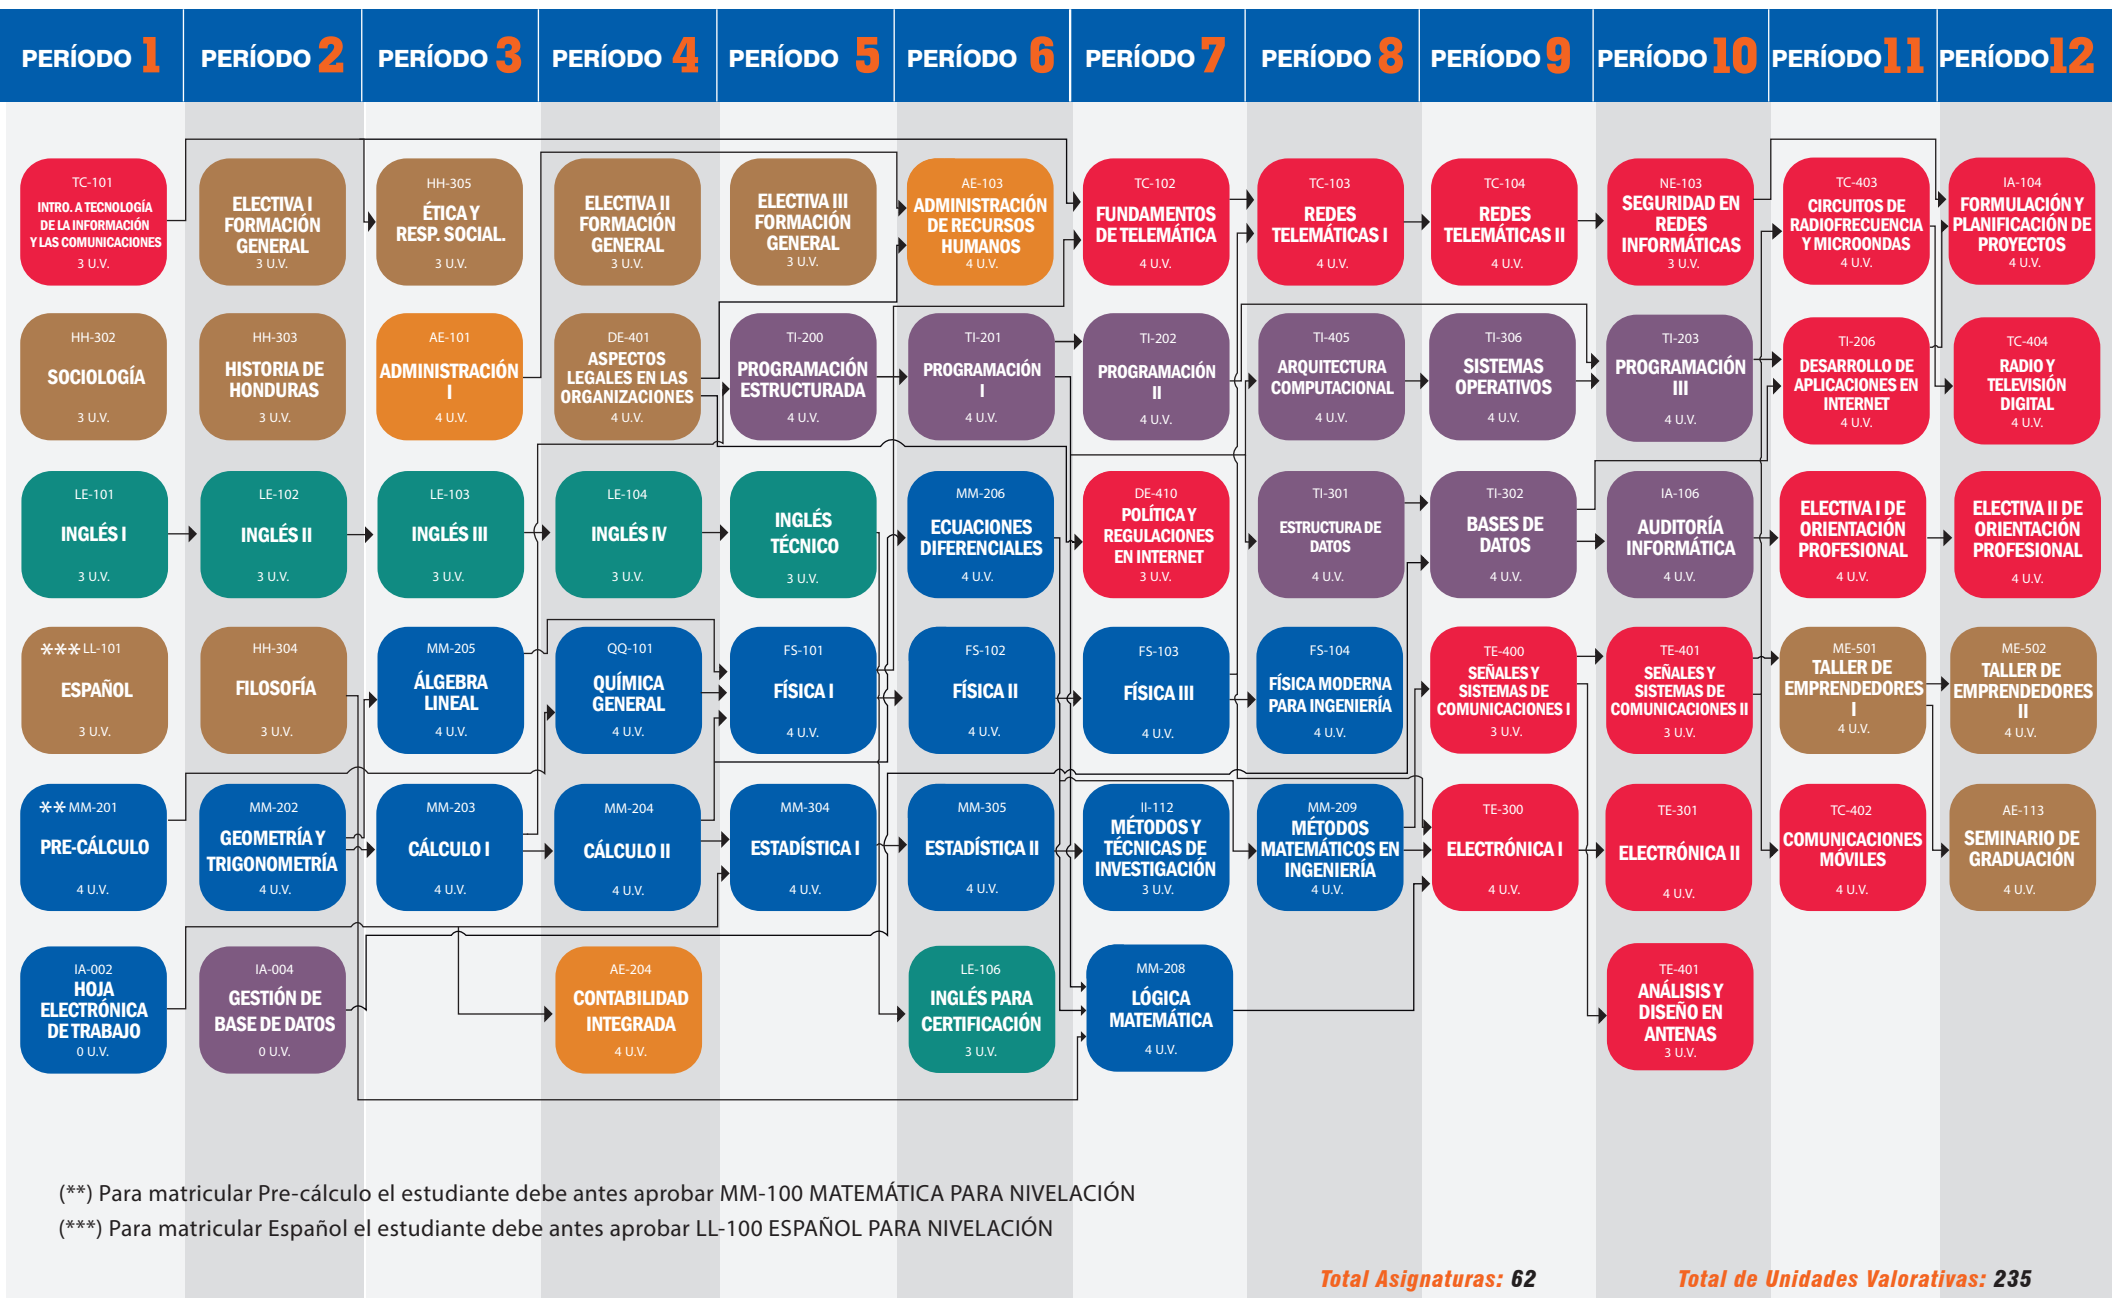 PERÍODO 1
PERÍODO 2
PERÍODO 3
PERÍODO 4
PERÍODO 5
PERÍODO 6
PERÍODO 7
PERÍODO 8
PERÍODO 9
PERÍODO 10
PERÍODO 11
PERÍODO 12
TC-101
INTRO. A TECNOLOGÍA
DE LA INFORMACIÓN
Y LAS COMUNICACIONES
3 U.V.
ELECTIVA I
FORMACIÓN
GENERAL
3 U.V.
HH-305
ÉTICA Y
RESP. SOCIAL.
3 U.V.
ELECTIVA II
FORMACIÓN
GENERAL
3 U.V.
ELECTIVA III
FORMACIÓN
GENERAL
3 U.V.
AE-103
ADMINISTRACIÓN
DE RECURSOS
HUMANOS
4 U.V.
TC-102
FUNDAMENTOS
DE TELEMÁTICA
4 U.V.
TC-103
REDES
TELEMÁTICAS I
4 U.V.
TC-104
REDES
TELEMÁTICAS II
4 U.V.
NE-103
SEGURIDAD EN
REDES
INFORMÁTICAS
3 U.V.
TC-403
CIRCUITOS DE
RADIOFRECUENCIA
Y MICROONDAS
4 U.V.
IA-104
FORMULACIÓN Y
PLANIFICACIÓN DE
PROYECTOS
4 U.V.
HH-302
SOCIOLOGÍA
3 U.V.
HH-303
HISTORIA DE
HONDURAS
3 U.V.
AE-101
ADMINISTRACIÓN
I
4 U.V.
DE-401
ASPECTOS
LEGALES EN LAS
ORGANIZACIONES
4 U.V.
TI-200
PROGRAMACIÓN
ESTRUCTURADA
4 U.V.
TI-201
PROGRAMACIÓN
I
4 U.V.
TI-202
PROGRAMACIÓN
II
4 U.V.
TI-405
ARQUITECTURA
COMPUTACIONAL
4 U.V.
TI-306
SISTEMAS
OPERATIVOS
4 U.V.
TI-203
PROGRAMACIÓN
III
4 U.V.
TI-206
DESARROLLO DE
APLICACIONES EN
INTERNET
4 U.V.
TC-404
RADIO Y
TELEVISIÓN
DIGITAL
4 U.V.
LE-101
INGLÉS I
3 U.V.
LE-102
INGLÉS II
3 U.V.
LE-103
INGLÉS III
3 U.V.
LE-104
INGLÉS IV
3 U.V.
INGLÉS
TÉCNICO
3 U.V.
MM-206
ECUACIONES
DIFERENCIALES
4 U.V.
DE-410
POLÍTICA Y
REGULACIONES
EN INTERNET
3 U.V.
TI-301
ESTRUCTURA DE
DATOS
4 U.V.
TI-302
BASES DE
DATOS
4 U.V.
IA-106
AUDITORÍA
INFORMÁTICA
4 U.V.
ELECTIVA I DE
ORIENTACIÓN
PROFESIONAL
4 U.V.
ELECTIVA II DE
ORIENTACIÓN
PROFESIONAL
4 U.V.
***LL-101
ESPAÑOL
3 U.V.
HH-304
FILOSOFÍA
3 U.V.
MM-205
ÁLGEBRA
LINEAL
4 U.V.
QQ-101
QUÍMICA
GENERAL
4 U.V.
FS-101
FÍSICA I
4 U.V.
FS-102
FÍSICA II
4 U.V.
FS-103
FÍSICA III
4 U.V.
FS-104
FÍSICA MODERNA
PARA INGENIERÍA
4 U.V.
TE-400
SEÑALES Y
SISTEMAS DE
COMUNICACIONES I
3 U.V.
TE-401
SEÑALES Y
SISTEMAS DE
COMUNICACIONES II
3 U.V.
ME-501
TALLER DE
EMPRENDEDORES
I
4 U.V.
ME-502
TALLER DE
EMPRENDEDORES
II
4 U.V.
**MM-201
PRE-CÁLCULO
4 U.V.
MM-202
GEOMETRÍA Y
TRIGONOMETRÍA
4 U.V.
MM-203
CÁLCULO I
4 U.V.
MM-204
CÁLCULO II
4 U.V.
MM-304
ESTADÍSTICA I
4 U.V.
MM-305
ESTADÍSTICA II
4 U.V.
II-112
MÉTODOS Y
TÉCNICAS DE
INVESTIGACIÓN
3 U.V.
MM-209
MÉTODOS
MATEMÁTICOS EN
INGENIERÍA
4 U.V.
TE-300
ELECTRÓNICA I
4 U.V.
TE-301
ELECTRÓNICA II
4 U.V.
TC-402
COMUNICACIONES
MÓVILES
4 U.V.
AE-113
SEMINARIO DE
GRADUACIÓN
4 U.V.
IA-002
HOJA
ELECTRÓNICA
DE TRABAJO
0 U.V.
IA-004
GESTIÓN DE
BASE DE DATOS
0 U.V.
AE-204
CONTABILIDAD
INTEGRADA
4 U.V.
LE-106
INGLÉS PARA
CERTIFICACIÓN
3 U.V.
MM-208
LÓGICA
MATEMÁTICA
4 U.V.
TE-401
ANÁLISIS Y
DISEÑO EN
ANTENAS
3 U.V.
(**) Para matricular Pre-cálculo el estudiante debe antes aprobar MM-100 MATEMÁTICA PARA NIVELACIÓN
(***) Para matricular Español el estudiante debe antes aprobar LL-100 ESPAÑOL PARA NIVELACIÓN
Total Asignaturas: 62
Total de Unidades Valorativas: 235